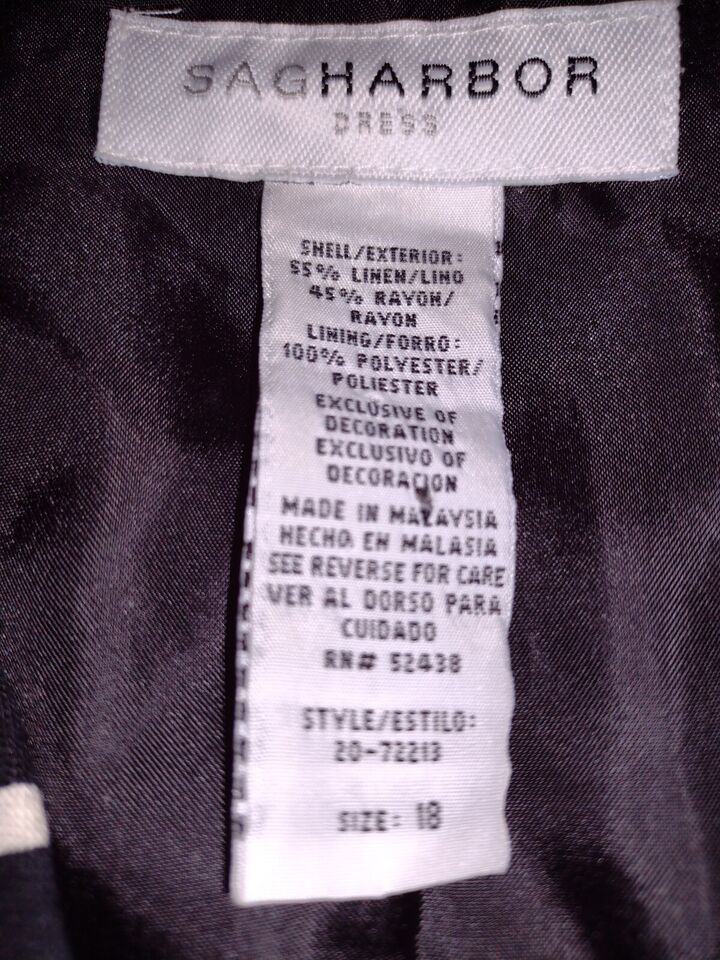 SAGHARBOR
DRESS
SHELL/EXTERIOR:
55% LINEN/LINO
45% RAYON/
RAYON
LINING/FORRO:
100% POLYESTER/
POLIESTER
EXCLUSIVE OF
DECORATION
EXCLUSIVO OF
DECORACION
MADE IN MALAYSIA
HECHO EN MALASIA
SEE REVERSE FOR CARE
VER AL DORSO PARA
CUIDADO
RN# 52438
STYLE/ESTILO:
20-72213
SIZE: 18